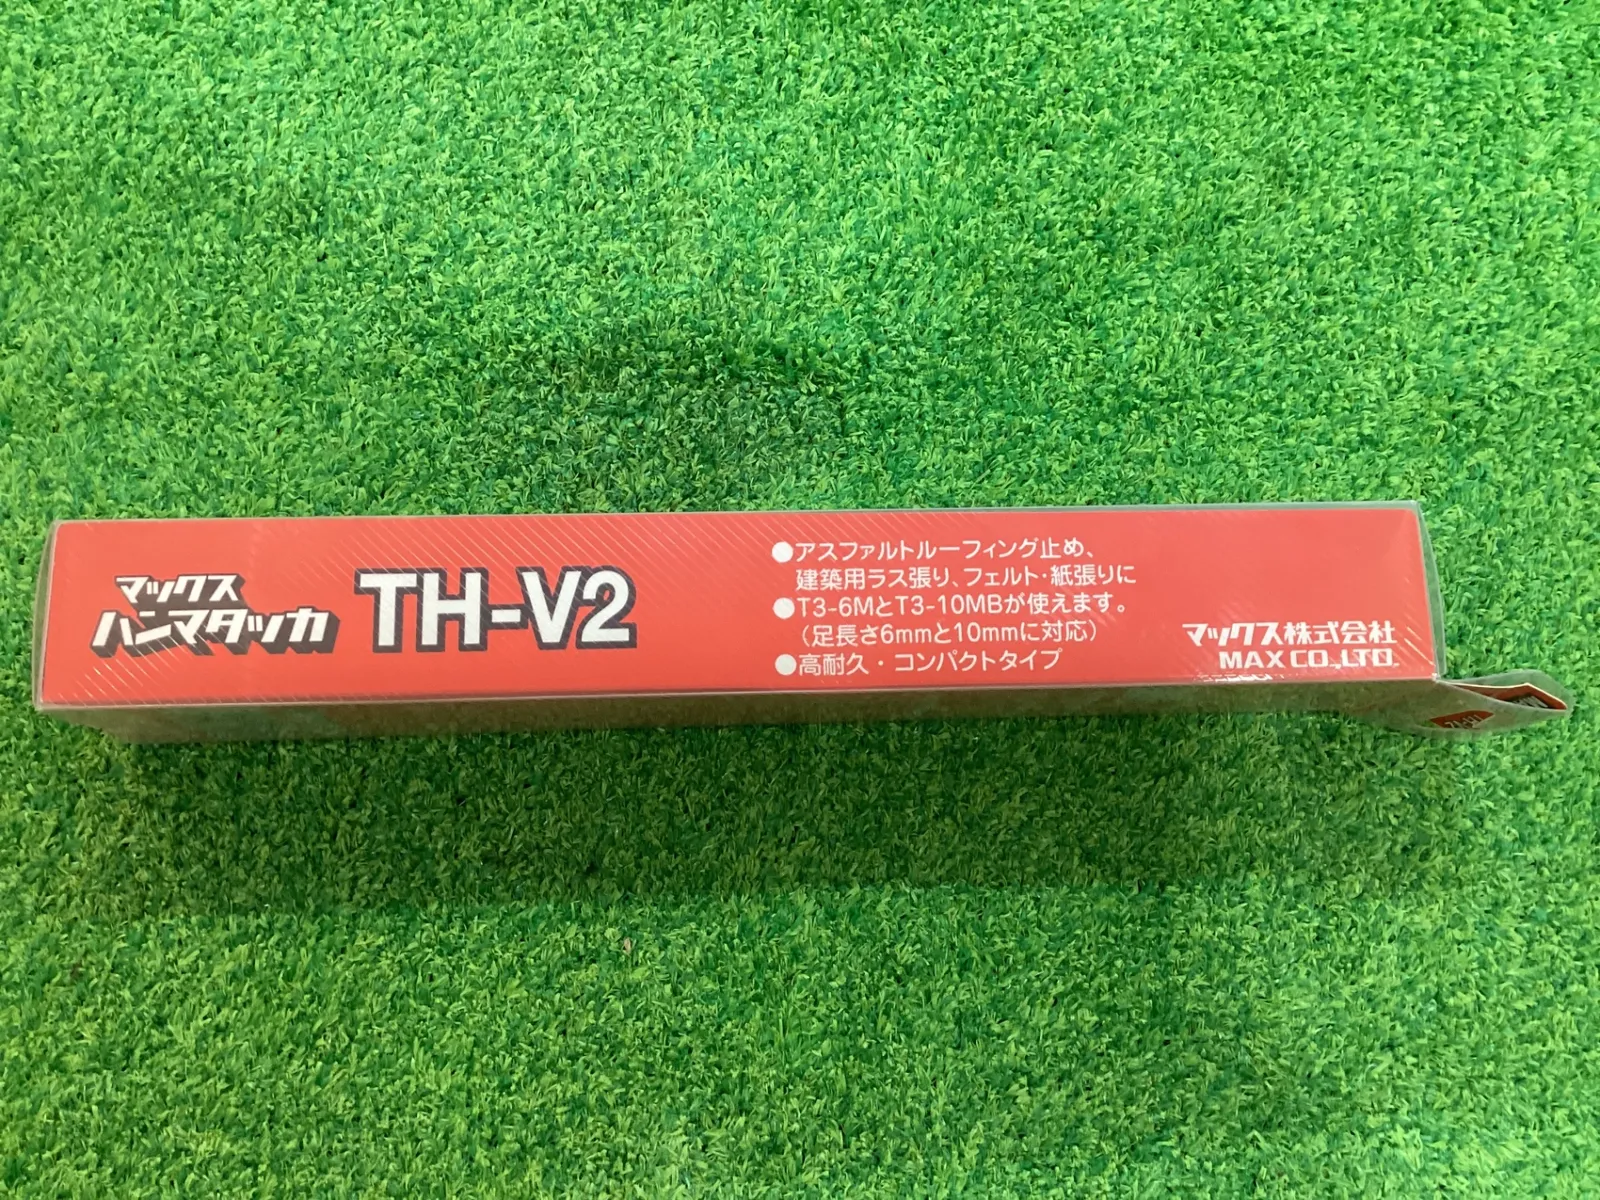 マックス
ハンマタッカ
TH-V2
●アスファルトルーフィング止め、
建築用ラス張り、フェルト・紙張りに
●T3-6MとT3-10MBが使えます。
（足長さ6mmと10mmに対応）
●高耐久・コンパクトタイプ
マックス株式会社
MAX CO.,LTD.